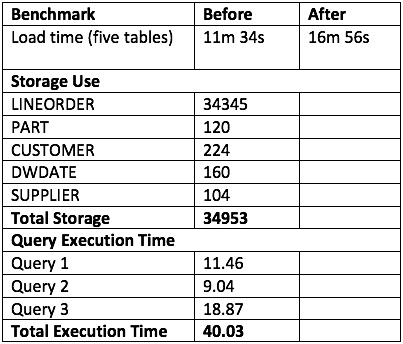 Benchmark Before After
Load time (five tables) 11m 34s 16m 56s
Storage Use
LINEORDER 34345
PART 120
CUSTOMER 224
DWDATE 160
SUPPLIER 104
Total Storage 34953
Query Execution Time
Query 1 11.46
Query 2 9.04
Query 3 18.87
Total Execution Time 40.03